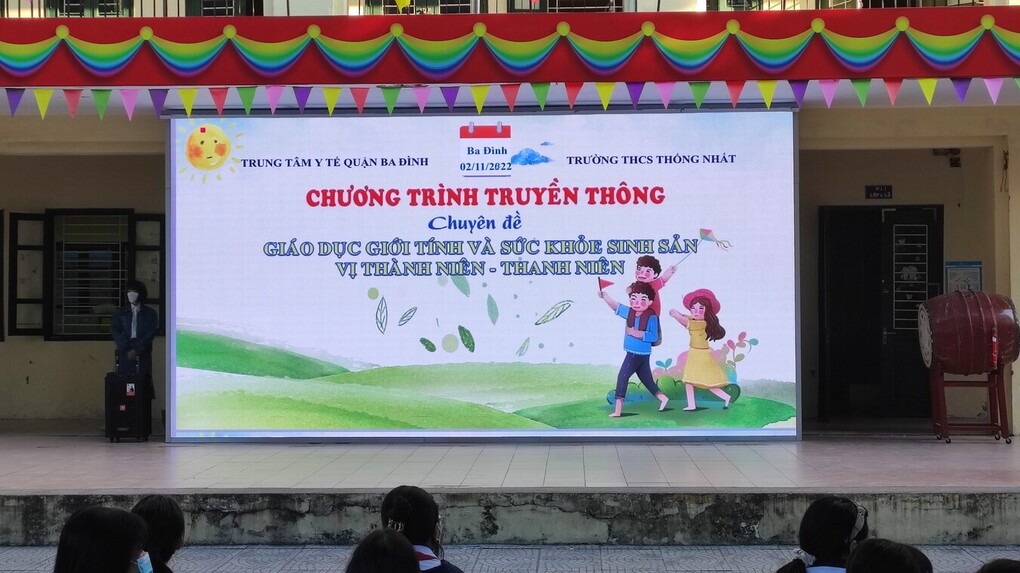 TRUNG TÂM Y TẾ QUẬN BA ĐÌNH
Ba Đình
02/11/2022
TRƯỜNG THCS THỐNG NHẤT
CHƯƠNG TRÌNH TRUYỀN THÔNG
Chuyên đề
GIÁO DỤC GIỚI TÍNH VÀ SỨC KHỎE SINH SẢN
VỊ THÀNH NIÊN - THANH NIÊN